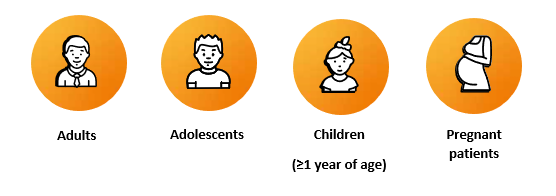 Adults
Adolescents
Children
(≥1 year of age)
Pregnant
patients